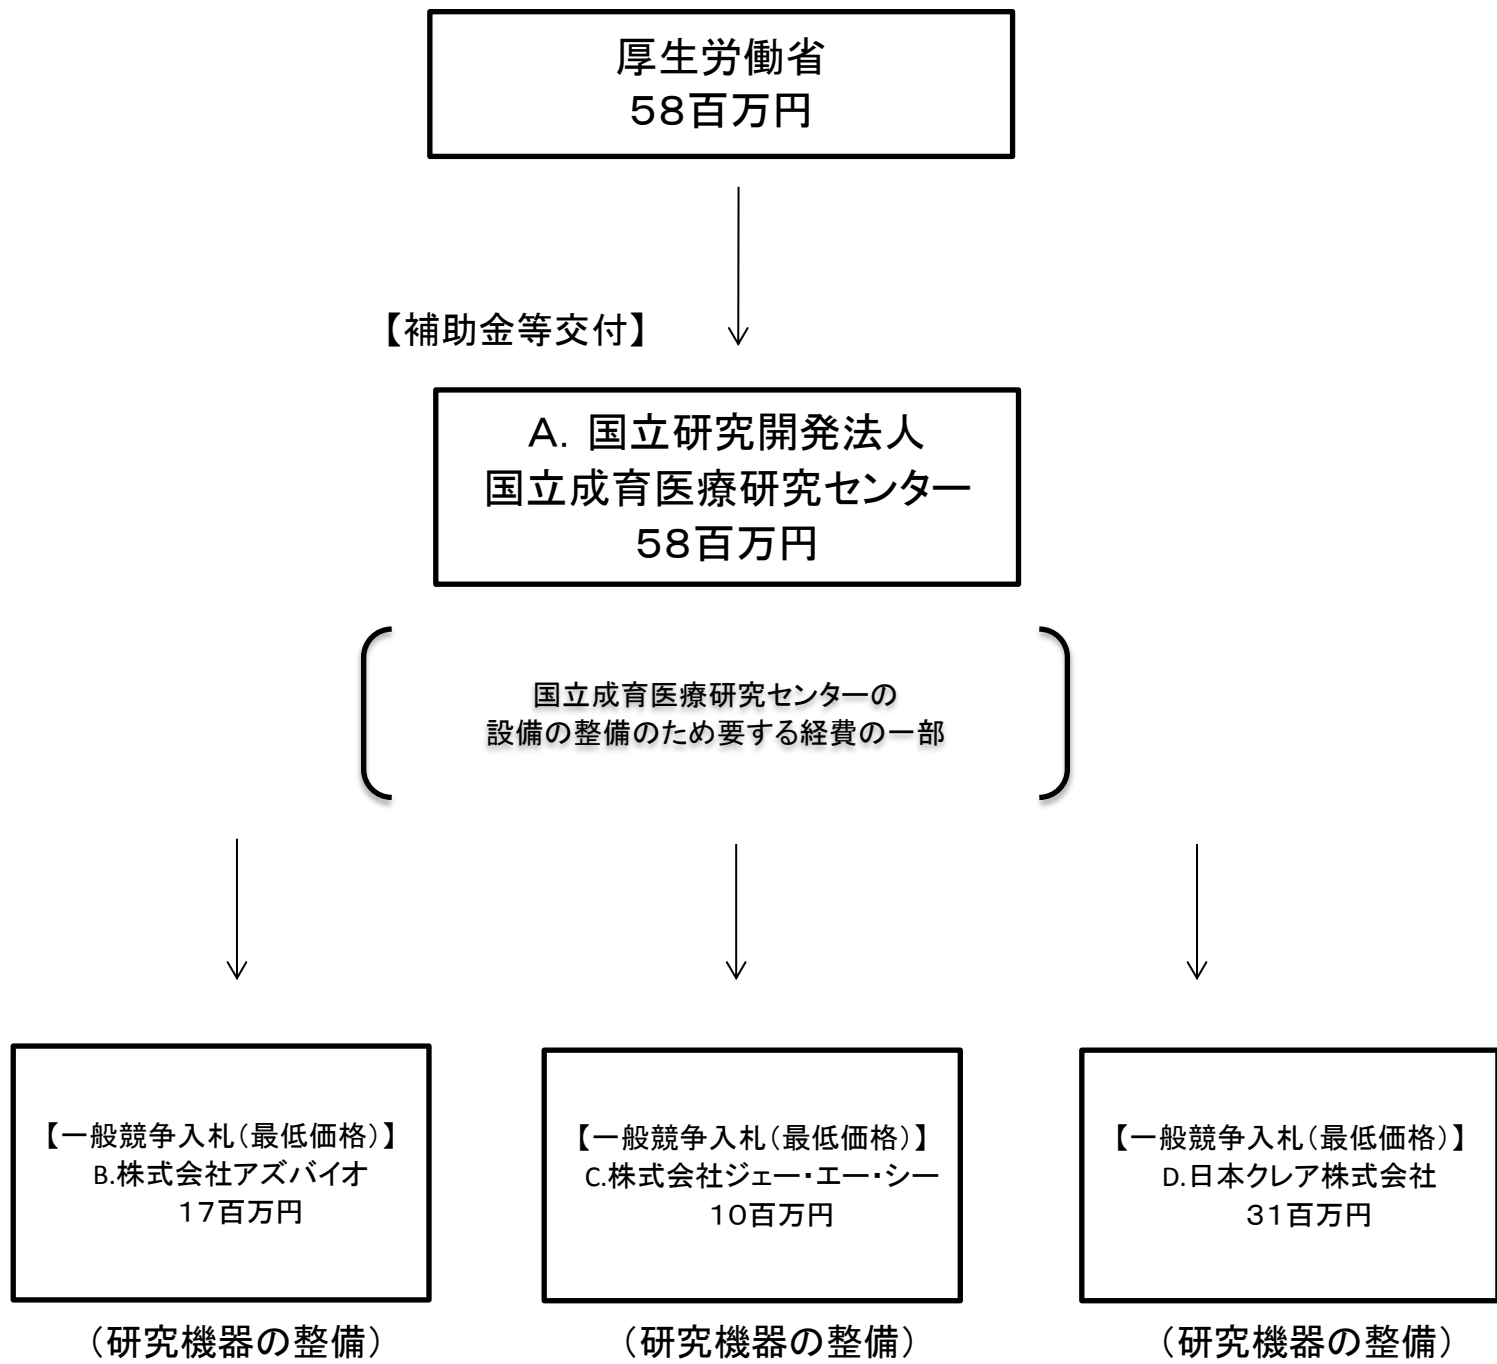 厚生労働省
５８百万円
【補助金等交付】
Ａ．国立研究開発法人
国立成育医療研究センター
５８百万円
国立成育医療研究センターの
設備の整備のため要する経費の一部
【一般競争入札（最低価格）】
B.株式会社アズバイオ
１７百万円
（研究機器の整備）
【一般競争入札（最低価格）】
C.株式会社ジェー・エー・シー
１０百万円
（研究機器の整備）
【一般競争入札（最低価格）】
D.日本クレア株式会社
３１百万円
（研究機器の整備）